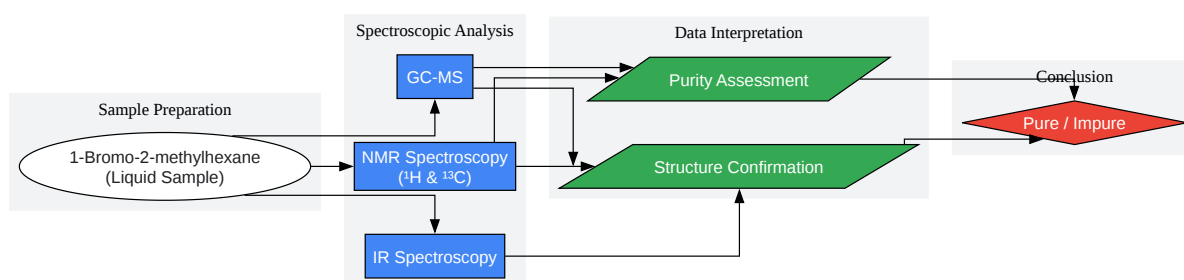 Sample Preparation
1-Bromo-2-methylhexane
(Liquid Sample)
Spectroscopic Analysis
GC-MS
NMR Spectroscopy
(¹H & ¹³C)
IR Spectroscopy
Data Interpretation
Purity Assessment
Structure Confirmation
Conclusion
Pure / Impure